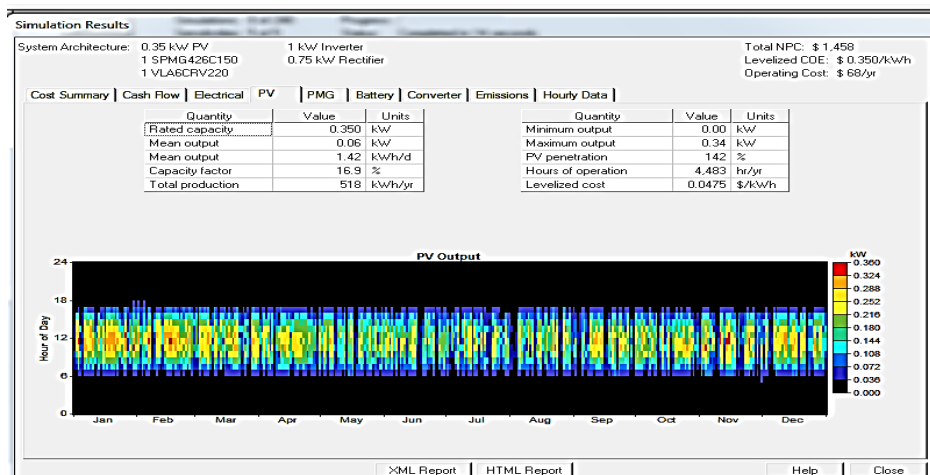 Simulation Results
System Architecture: 0.35 kW PV 1 kW Inverter Total NPC: $ 1,458
1 SPMG426C150 0.75 kW Rectifier Levelized COE: $ 0.350/kWh
1 VLA6CRV220 Operating Cost: $ 68/yr
Cost Summary Cash Flow Electrical PV PMG Battery Converter Emissions Hourly Data
Quantity Value Units Quantity Value Units
Rated capacity 0.350 kW Minimum output 0.00 kW
Mean output 0.06 kW Maximum output 0.34 kW
Mean output 1.42 kWh/d PV penetration 142 %
Capacity factor 16.9 % Hours of operation 4,483 hr/yr
Total production 518 kWh/yr Levelized cost 0.0475 $/kWh
PV Output
kW
24
18
12
6
0
Hour of Day
Jan Feb Mar Apr May Jun Jul Aug Sep Oct Nov Dec
0.360
0.324
0.288
0.252
0.216
0.180
0.144
0.108
0.072
0.036
0.000
XML Report HTML Report Help Close